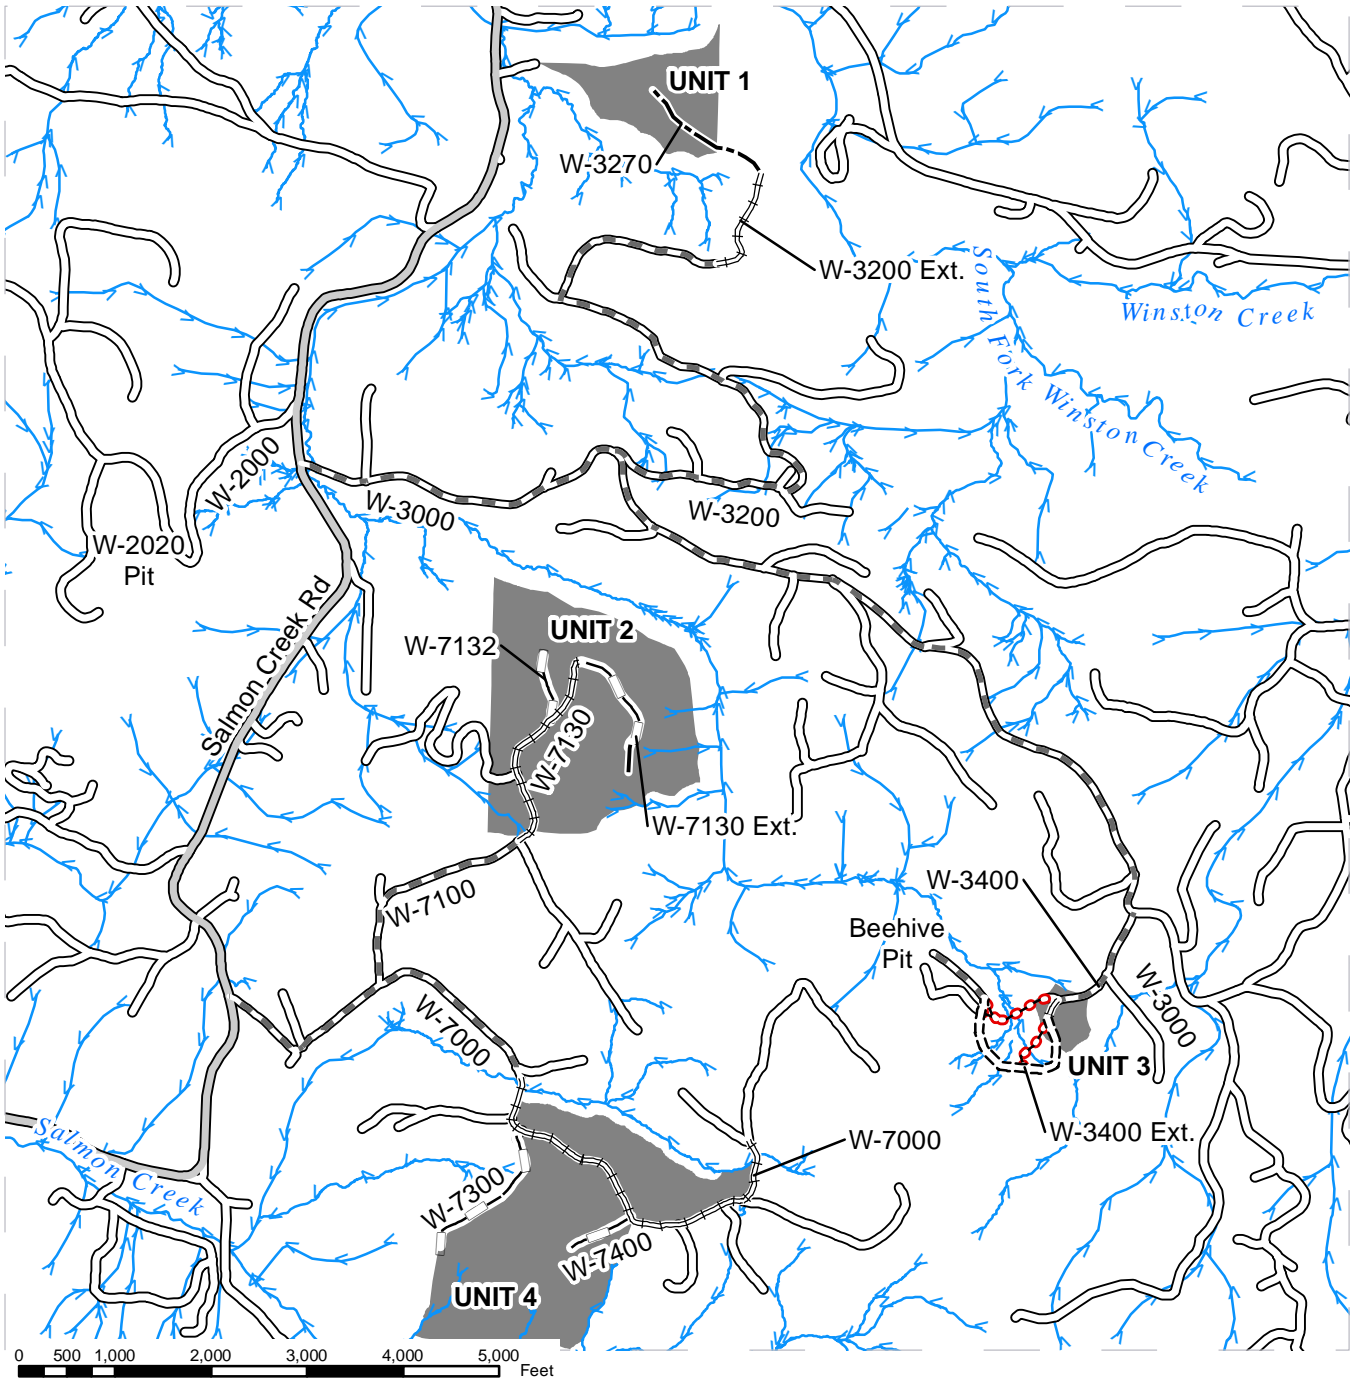 UNIT 1
W-3270
W-3200 Ext.
South Fork Winston Creek
Winston Creek
W-2000
W-3000
W-3200
W-2020
Pit
Salmon Creek Rd
UNIT 2
W-7132
W-7130
W-7130 Ext.
W-3400
W-7100
Beehive
Pit
W-3000
W-7000
UNIT 3
W-3400 Ext.
W-7000
Salmon Creek
W-7300
W-7400
UNIT 4
0 500 1,000 2,000 3,000 4,000 5,000
Feet